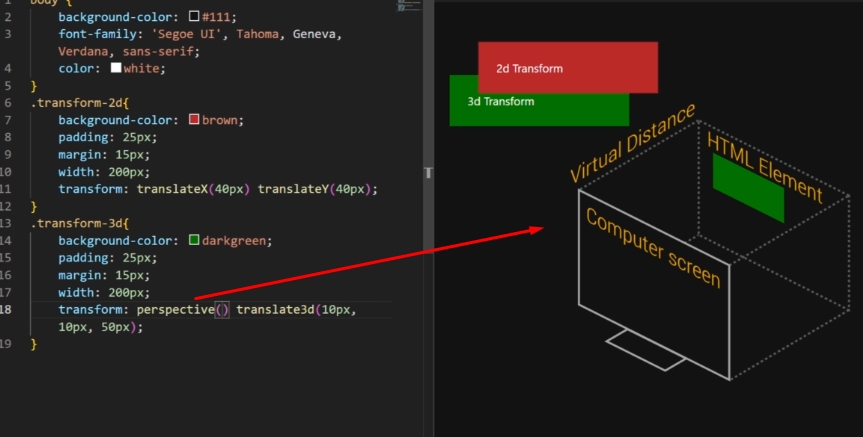 1 body {
2 background-color: #111;
3 font-family: 'Segoe UI', Tahoma, Geneva,
Verdana, sans-serif;
4 color: white;
5 }
6 .transform-2d{
7 background-color: brown;
8 padding: 25px;
9 margin: 15px;
10 width: 200px;
11 transform: translateX(40px) translateY(40px);
12 }
13 .transform-3d{
14 background-color: darkgreen;
15 padding: 25px;
16 margin: 15px;
17 width: 200px;
18 transform: perspective() translate3d(10px,
10px, 50px);
19 }
T
2d Transform
3d Transform
Virtual Distance
HTML Element
Computer screen